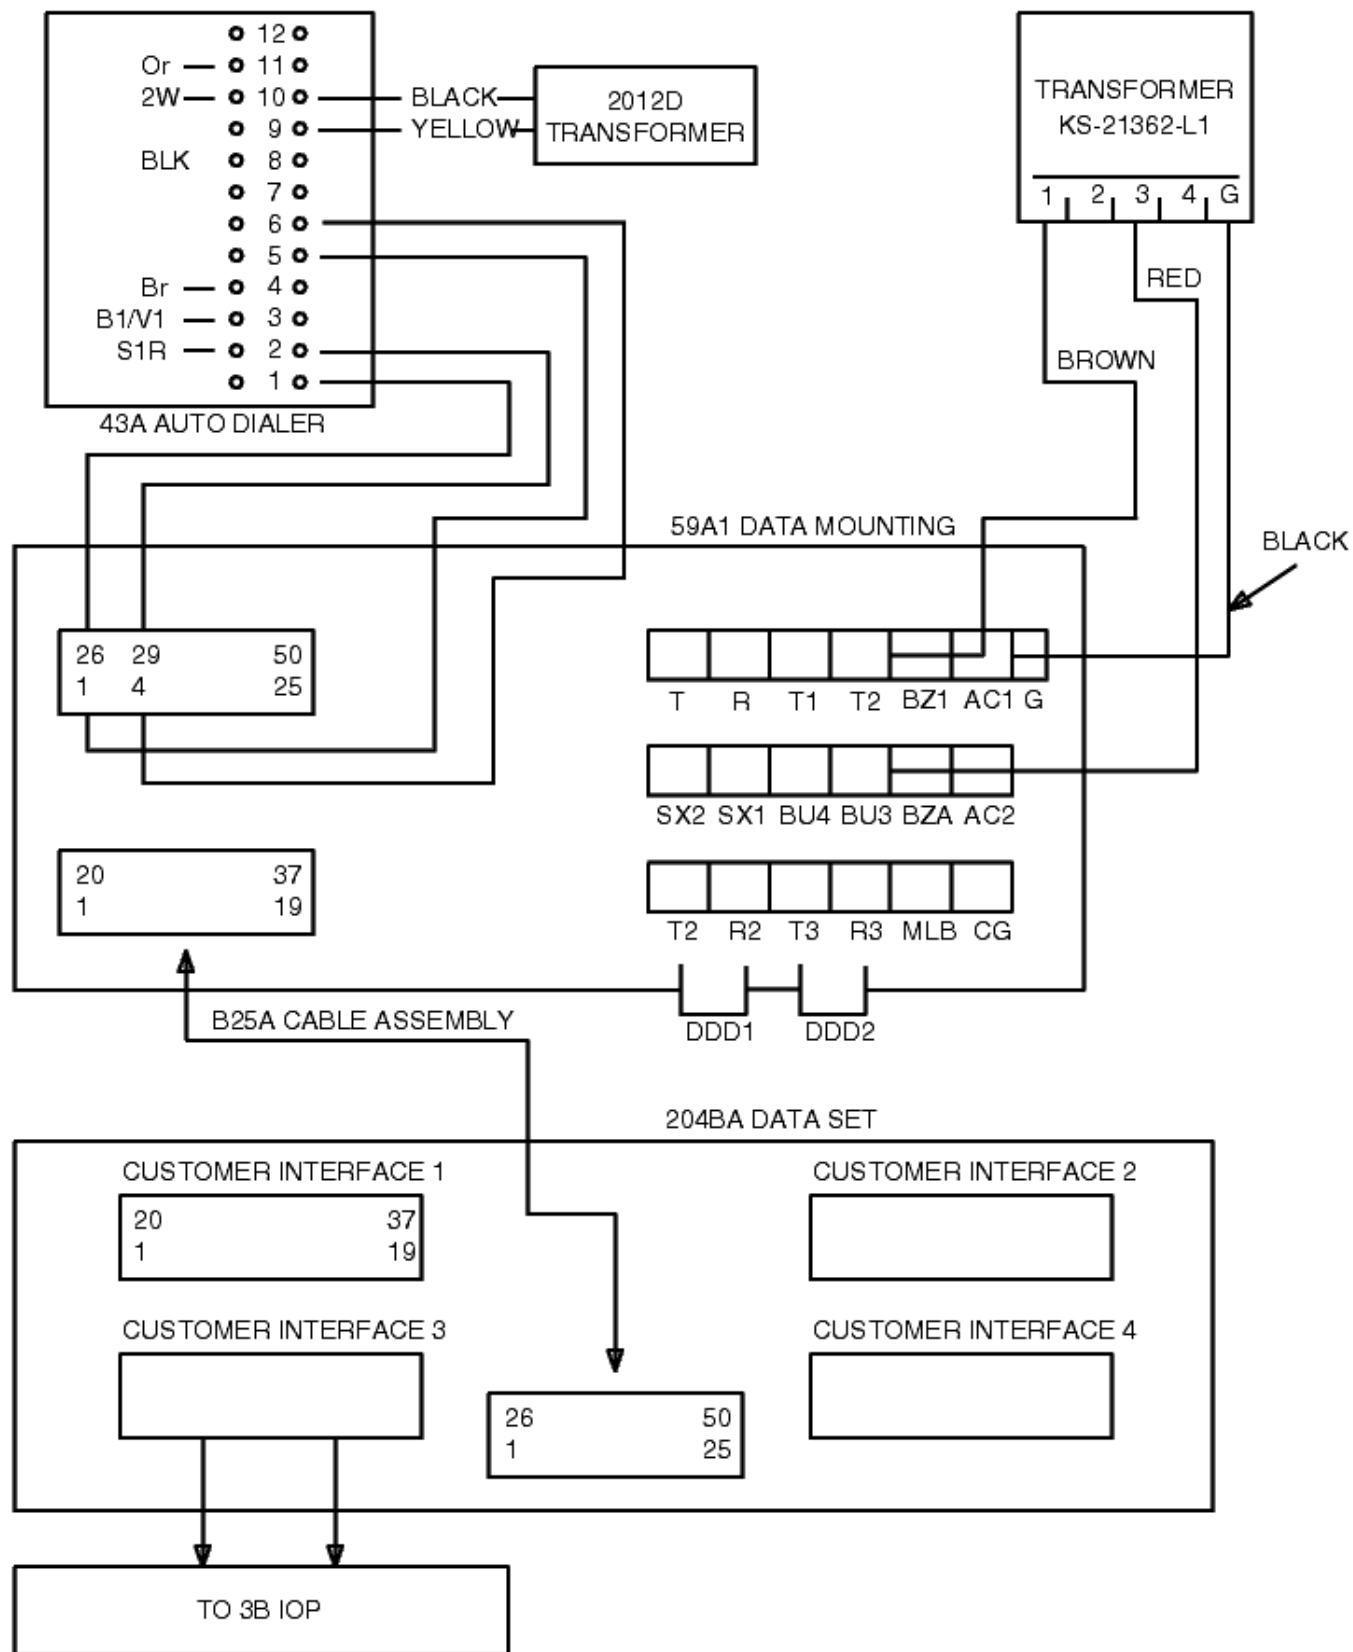 12
Or 11
2W 10 BLACK
9 YELLOW
BLK 8
7
6
5
Br 4
B1/V1 3
S1R 2
1
43A AUTO DIALER
2012D
TRANSFORMER
TRANSFORMER
KS-21362-L1
1 2 3 4 G
RED
BROWN
BLACK
59A1 DATA MOUNTING
26 29 50
1 4 25
T R T1 T2 BZ1 AC1 G
SX2 SX1 BU4 BU3 BZA AC2
20 37
1 19
T2 R2 T3 R3 MLB CG
DDD1 DDD2
B25A CABLE ASSEMBLY
204BA DATA SET
CUSTOMER INTERFACE 1
20 37
1 19
CUSTOMER INTERFACE 2
CUSTOMER INTERFACE 3
CUSTOMER INTERFACE 4
26 50
1 25
TO 3B IOP